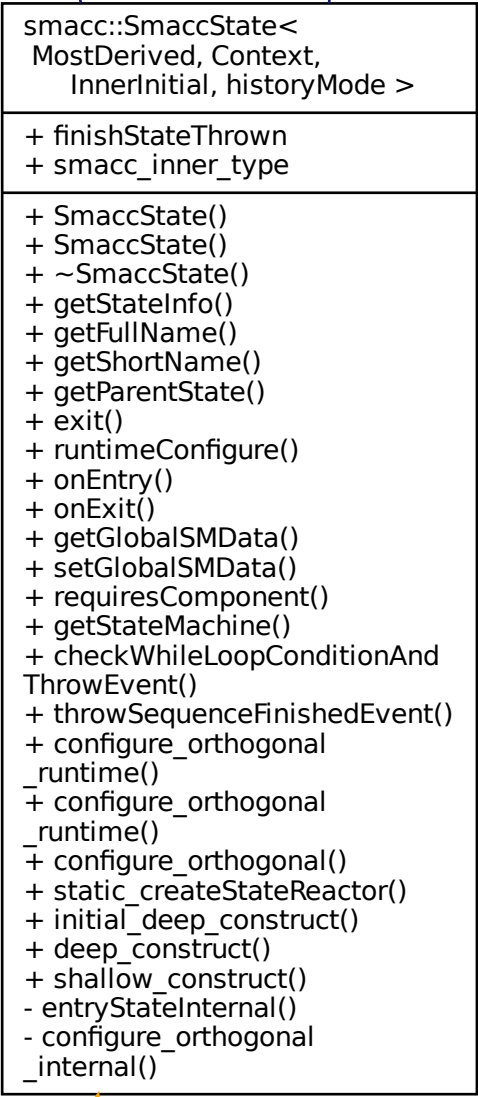 smacc::SmaccState<
MostDerived, Context,
InnerInitial, historyMode >
+ finishStateThrown
+ smacc_inner_type
+ SmaccState()
+ SmaccState()
+ ~SmaccState()
+ getStateInfo()
+ getFullName()
+ getShortName()
+ getParentState()
+ exit()
+ runtimeConfigure()
+ onEntry()
+ onExit()
+ getGlobalSMData()
+ setGlobalSMData()
+ requiresComponent()
+ getStateMachine()
+ checkWhileLoopConditionAnd
ThrowEvent()
+ throwSequenceFinishedEvent()
+ configure_orthogonal
_runtime()
+ configure_orthogonal
_runtime()
+ configure_orthogonal()
+ static_createStateReactor()
+ initial_deep_construct()
+ deep_construct()
+ shallow_construct()
- entryStateInternal()
- configure_orthogonal
_internal()